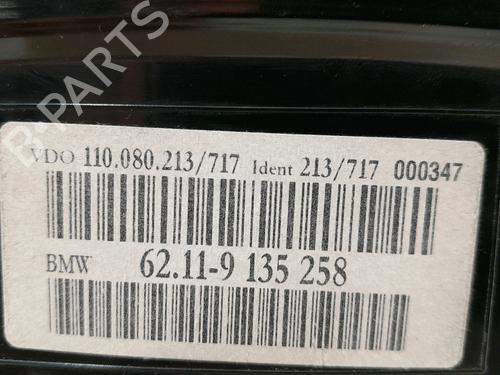 B-PARTS
VDO 110.080.213/717 Ident 213/717 000347
BMW 62.11-9 135 258